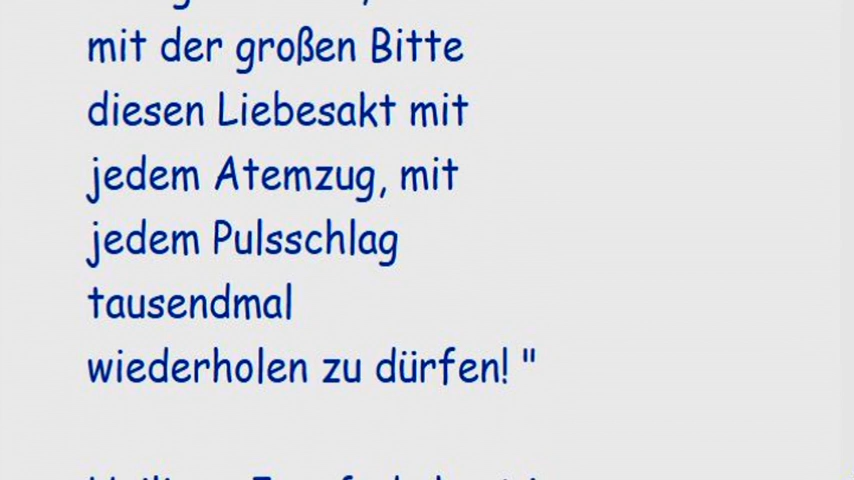 mit der großen Bitte
diesen Liebesakt mit
jedem Atemzug, mit
jedem Pulsschlag
tausendmal
wiederholen zu dürfen! "